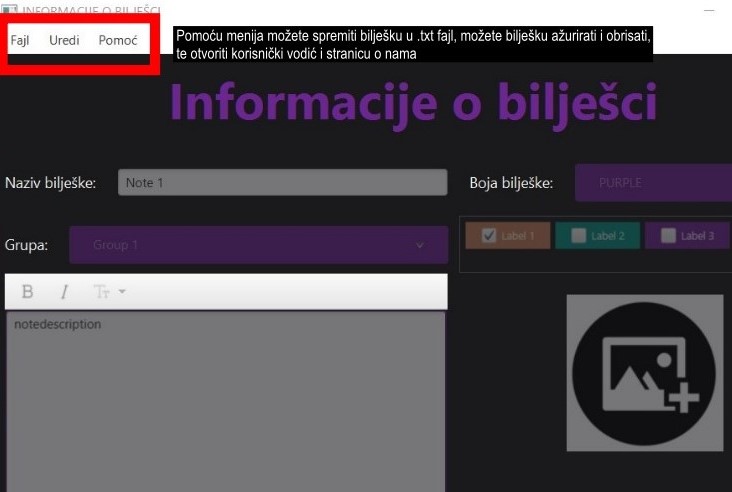 INFORMACIJE O BILJEŠCI
Fajl Uredi Pomoć
Pomoću menija možete spremiti bilješku u .txt fajl, možete bilješku ažurirati i obrisati,
te otvoriti korisnički vodič i stranicu o nama
Informacije o bilješci
Naziv bilješke: Note 1 Boja bilješke: PURPLE
Grupa: Group 1 Label 1 Label 2 Label 3
B I Tт
notedescription